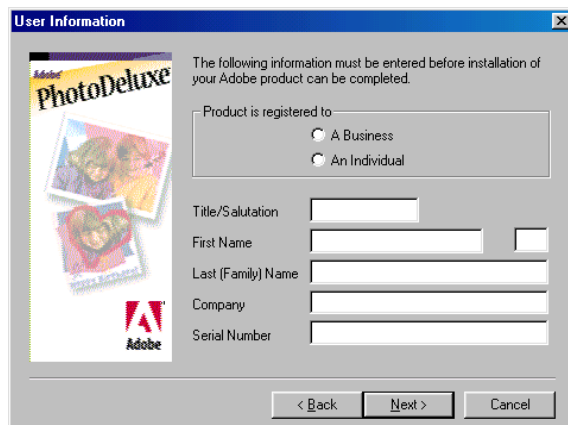 User Information
Adobe
PhotoDeluxe
Adobe
The following information must be entered before installation of
your Adobe product can be completed.
Product is registered to
A Business
An Individual
Title/Salutation
First Name
Last (Family) Name
Company
Serial Number
< Back
Next >
Cancel